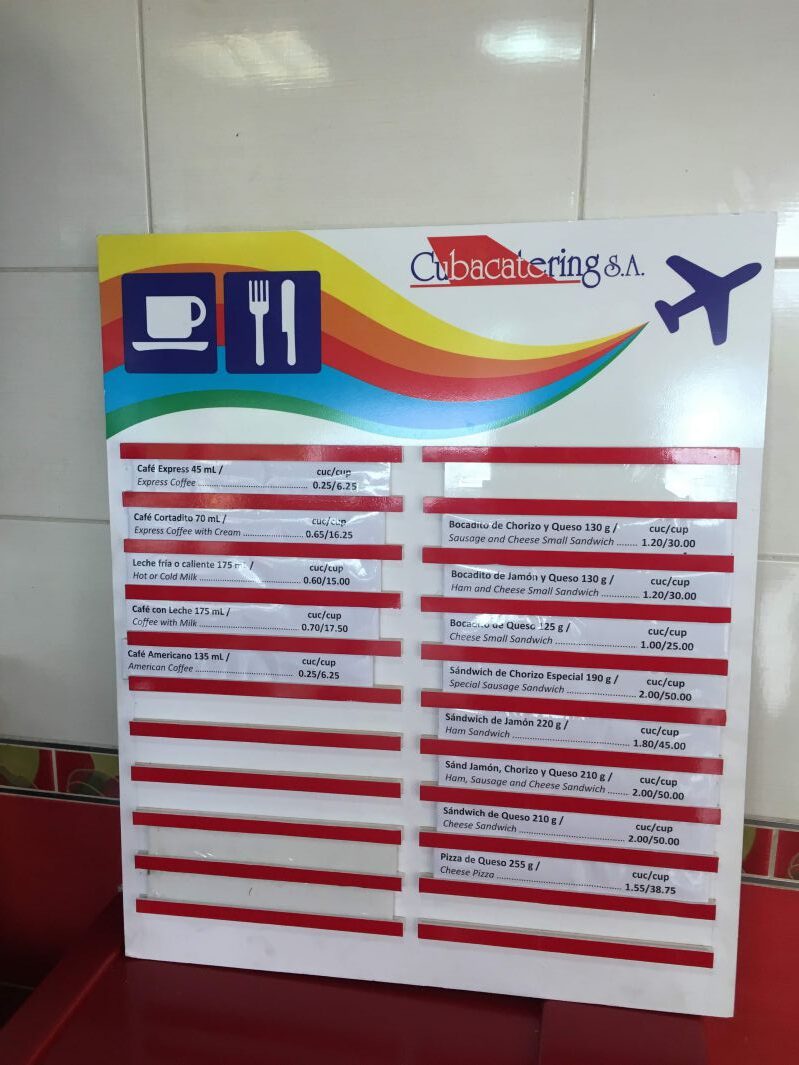 Cubacatering S.A.
Café Express 45 mL / cuc/cup
Express Coffee ........ 0.25/6.25
Café Cortadito 70 mL / cuc/cup
Express Coffee with Cream ........ 0.65/16.25
Leche fria o caliente 175 mL / cuc/cup
Hot or Cold Milk ........ 0.60/15.00
Café con Leche 175 mL / cuc/cup
Coffee with Milk ........ 0.70/17.50
Café Americano 135 mL / cuc/cup
American Coffee ........ 0.25/6.25
Bocadito de Chorizo y Queso 130 g / cuc/cup
Sausage and Cheese Small Sandwich ........ 1.20/30.00
Bocadito de Jamón y Queso 130 g / cuc/cup
Ham and Cheese Small Sandwich ........ 1.20/30.00
Bocadito de Queso 125 g / cuc/cup
Cheese Small Sandwich ........ 1.00/25.00
Sándwich de Chorizo Especial 190 g / cuc/cup
Special Sausage Sandwich ........ 2.00/50.00
Sándwich de Jamón 220 g / cuc/cup
Ham Sandwich ........ 1.80/45.00
Sánd Jamón, Chorizo y Queso 210 g / cuc/cup
Ham, Sausage and Cheese Sandwich ........ 2.00/50.00
Sándwich de Queso 210 g / cuc/cup
Cheese Sandwich ........ 2.00/50.00
Pizza de Queso 255 g / cuc/cup
Cheese Pizza ........ 1.55/38.75